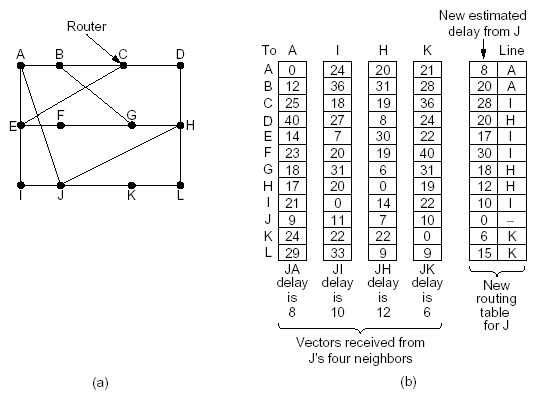 Router
A B C D
E F G H
I J K L
(a)
New estimated
delay from J
To A I H K Line
A 0 24 20 21 8 A
B 12 36 31 28 20 A
C 25 18 19 36 28 I
D 40 27 8 24 20 H
E 14 7 30 22 17 I
F 23 20 19 40 30 I
G 18 31 6 31 18 H
H 17 20 0 19 12 H
I 21 0 14 22 10 I
J 9 11 7 10 0 –
K 24 22 22 0 6 K
L 29 33 9 9 15 K
JA JI JH JK
delay delay delay delay
is is is is
8 10 12 6
New
routing
table
for J
Vectors received from
J's four neighbors
(b)